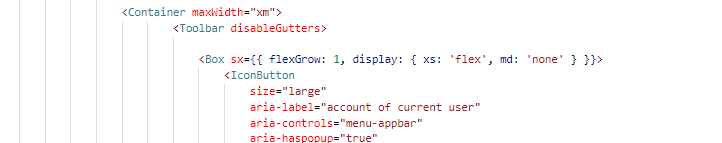 <Container maxWidth="xm">
<Toolbar disableGutters>
<Box sx={{ flexGrow: 1, display: { xs: 'flex', md: 'none' } }}>
<IconButton
size="large"
aria-label="account of current user"
aria-controls="menu-appbar"
aria-haspopup="true"